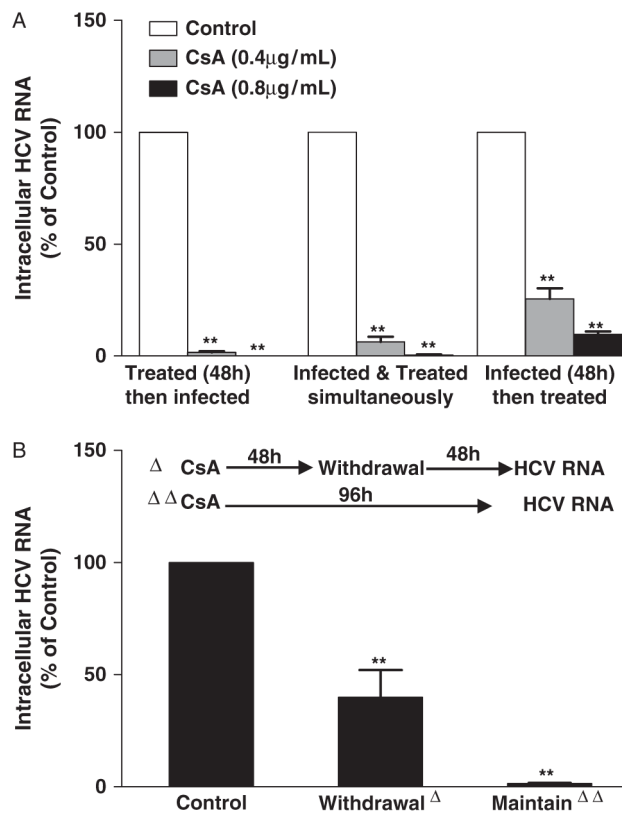 A
Intracellular HCV RNA
(% of Control)
150
100
50
0
Control
CsA (0.4μg/mL)
CsA (0.8μg/mL)
** **
** **
** **
Treated (48h)
then infected
Infected & Treated
simultaneously
Infected (48h)
then treated
B
Intracellular HCV RNA
(% of Control)
150
100
50
0
Δ CsA 48h Withdrawal 48h HCV RNA
Δ Δ CsA 96h HCV RNA
**
**
Control
Withdrawal Δ
Maintain Δ Δ